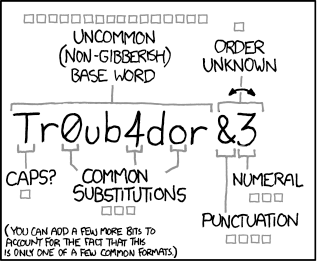 UNCOMMON
(NON-GIBBERISH)
BASE WORD
ORDER
UNKNOWN
Tr0ub4dor &3
CAPS?
COMMON
SUBSTITUTIONS
NUMERAL
PUNCTUATION
(YOU CAN ADD A FEW MORE BITS TO
ACCOUNT FOR THE FACT THAT THIS
IS ONLY ONE OF A FEW COMMON FORMATS.)